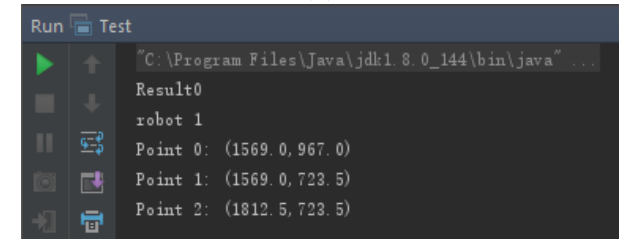 Run Test
"C:\Program Files\Java\jdk1.8.0_144\bin\java" ...
Result0
robot 1
Point 0: (1569.0,967.0)
Point 1: (1569.0,723.5)
Point 2: (1812.5,723.5)